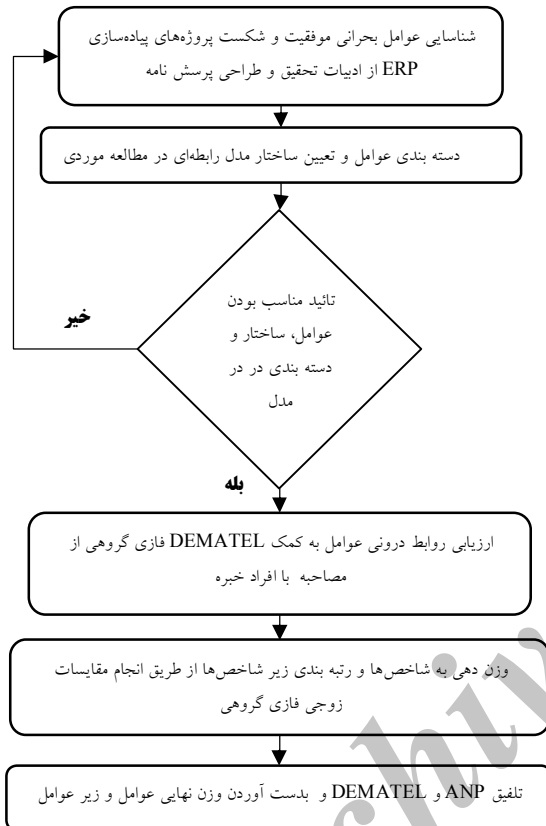 شناسایی عوامل بحرانی موفقیت و شکست پروژه‌های پیاده‌سازی
ERP از ادبیات تحقیق و طراحی پرسش نامه
دسته بندی عوامل و تعیین ساختار مدل رابطه‌ای در مطالعه موردی
تائید مناسب بودن
عوامل، ساختار و
دسته بندی در در
مدل
خیر
بله
ارزیابی روابط درونی عوامل به کمک DEMATEL فازی گروهی از
مصاحبه با افراد خبره
وزن دهی به شاخص‌ها و رتبه بندی زیر شاخص‌ها از طریق انجام مقایسات
زوجی فازی گروهی
تلفیق ANP و DEMATEL و بدست آوردن وزن نهایی عوامل و زیر عوامل